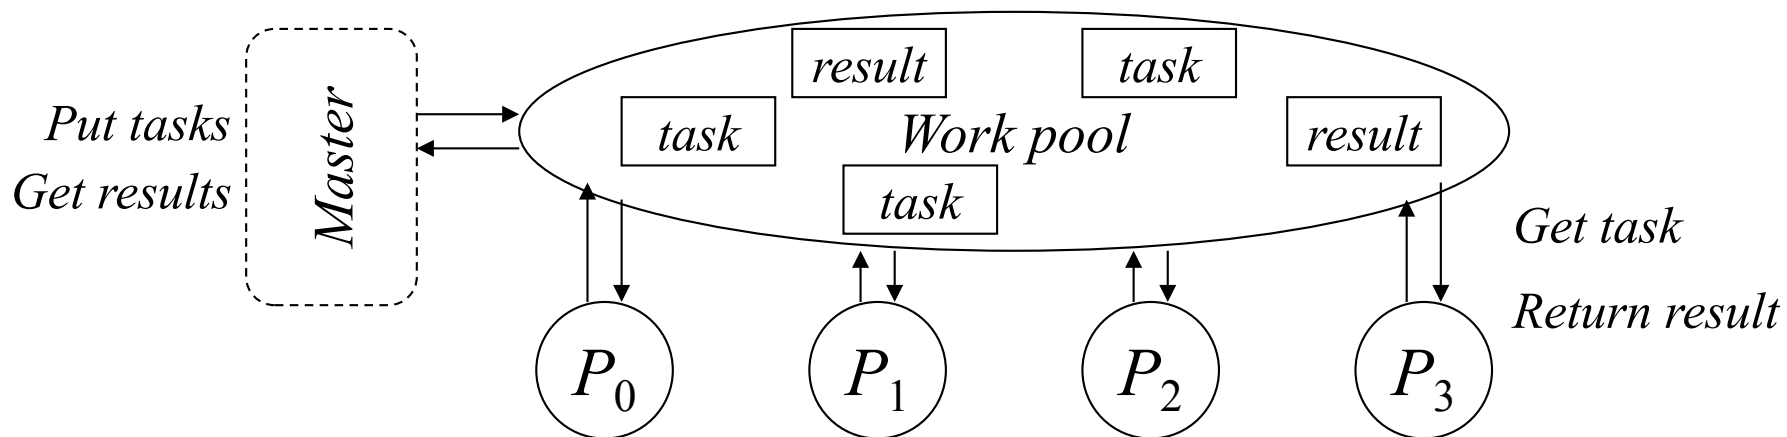 Put tasks
Get results
Master
result
task
task
Work pool
result
task
Get task
Return result
P₀
P₁
P₂
P₃